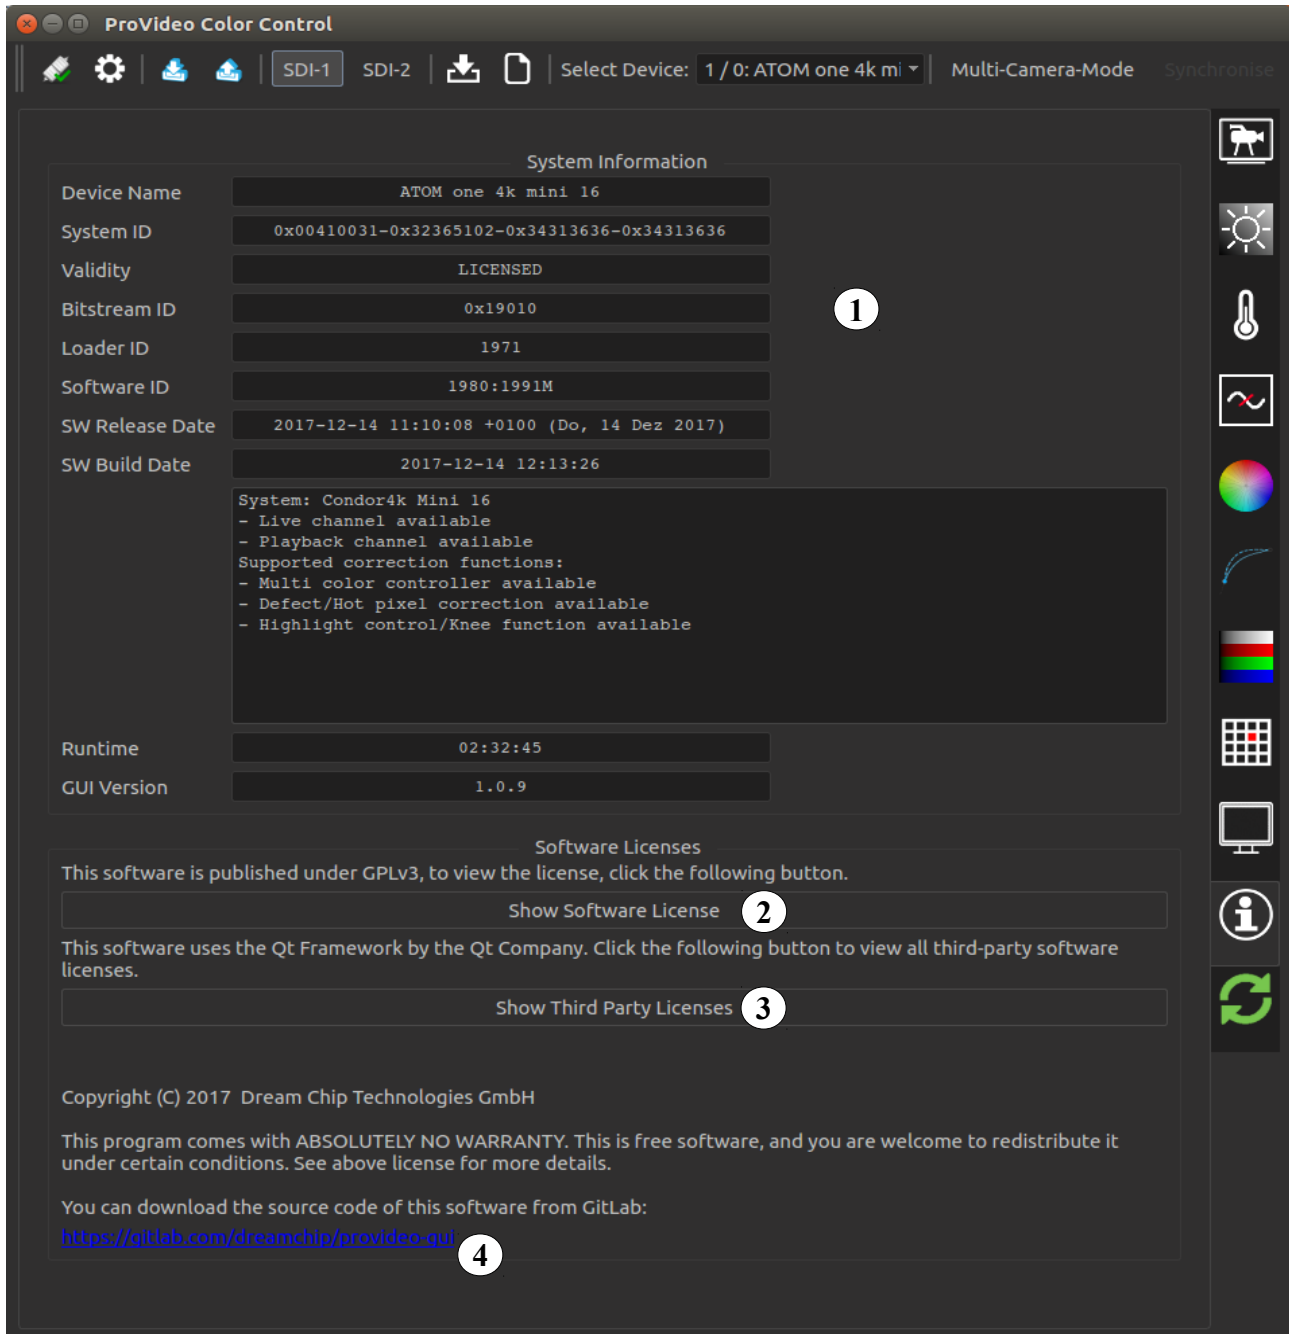 ProVideo Color Control
SDI-1 SDI-2 Select Device: 1 / 0: ATOM one 4k mi Multi-Camera-Mode Synchronise
System Information
Device Name ATOM one 4k mini 16
System ID 0x00410031-0x32365102-0x34313636-0x34313636
Validity LICENSED
Bitstream ID 0x19010
1
Loader ID 1971
Software ID 1980:1991M
SW Release Date 2017-12-14 11:10:08 +0100 (Do, 14 Dez 2017)
SW Build Date 2017-12-14 12:13:26
System: Condor4k Mini 16
- Live channel available
- Playback channel available
Supported correction functions:
- Multi color controller available
- Defect/Hot pixel correction available
- Highlight control/Knee function available
Runtime 02:32:45
GUI Version 1.0.9
Software Licenses
This software is published under GPLv3, to view the license, click the following button.
Show Software License 2
This software uses the Qt Framework by the Qt Company. Click the following button to view all third-party software
licenses.
Show Third Party Licenses 3
Copyright (C) 2017 Dream Chip Technologies GmbH
This program comes with ABSOLUTELY NO WARRANTY. This is free software, and you are welcome to redistribute it
under certain conditions. See above license for more details.
You can download the source code of this software from GitLab:
https://gitlab.com/dreamchip/provideo-gui
4